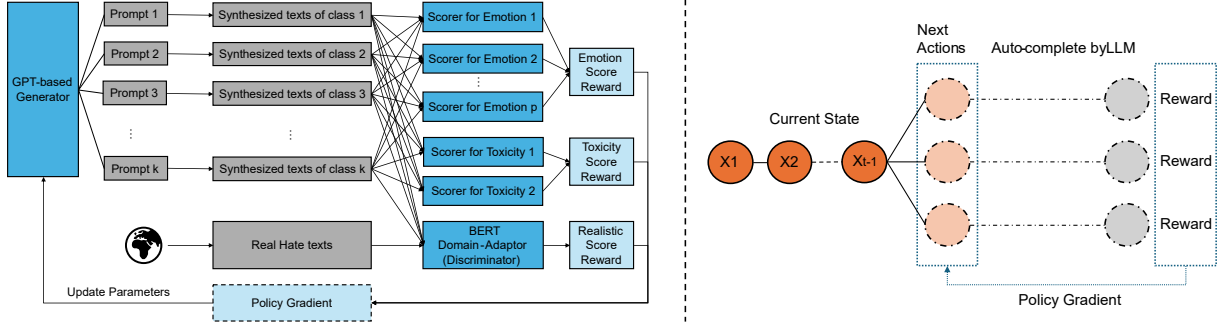 GPT-based
Generator
Prompt 1
Prompt 2
Prompt 3
...
Prompt k
Synthesized texts of class 1
Synthesized texts of class 2
Synthesized texts of class 3
...
Synthesized texts of class k
Real Hate texts
Scorer for Emotion 1
Scorer for Emotion 2
...
Scorer for Emotion p
Scorer for Toxicity 1
Scorer for Toxicity 2
BERT
Domain-Adaptor
(Discriminator)
Emotion
Score
Reward
Toxicity
Score
Reward
Realistic
Score
Reward
Update Parameters
Policy Gradient
Next
Actions
Auto-complete byLLM
Current State
X1
X2
Xt-1
Reward
Reward
Reward
Policy Gradient